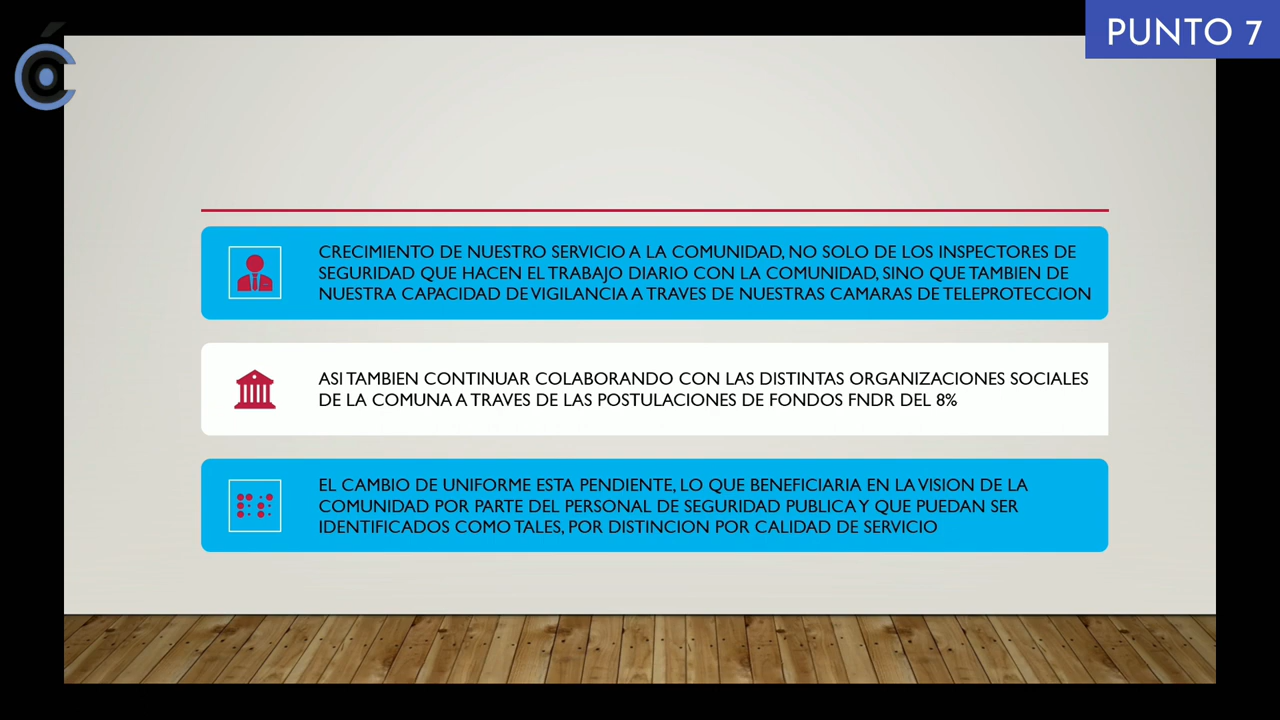 PUNTO 7
CRECIMIENTO DE NUESTRO SERVICIO A LA COMUNIDAD, NO SOLO DE LOS INSPECTORES DE
SEGURIDAD QUE HACEN EL TRABAJO DIARIO CON LA COMUNIDAD, SINO QUE TAMBIEN DE
NUESTRA CAPACIDAD DE VIGILANCIA A TRAVES DE NUESTRAS CAMARAS DE TELEPROTECCION
ASI TAMBIEN CONTINUAR COLABORANDO CON LAS DISTINTAS ORGANIZACIONES SOCIALES
DE LA COMUNA A TRAVES DE LAS POSTULACIONES DE FONDOS FNDR DEL 8%
EL CAMBIO DE UNIFORME ESTA PENDIENTE, LO QUE BENEFICIARIA EN LA VISION DE LA
COMUNIDAD POR PARTE DEL PERSONAL DE SEGURIDAD PUBLICA Y QUE PUEDAN SER
IDENTIFICADOS COMO TALES, POR DISTINCION POR CALIDAD DE SERVICIO